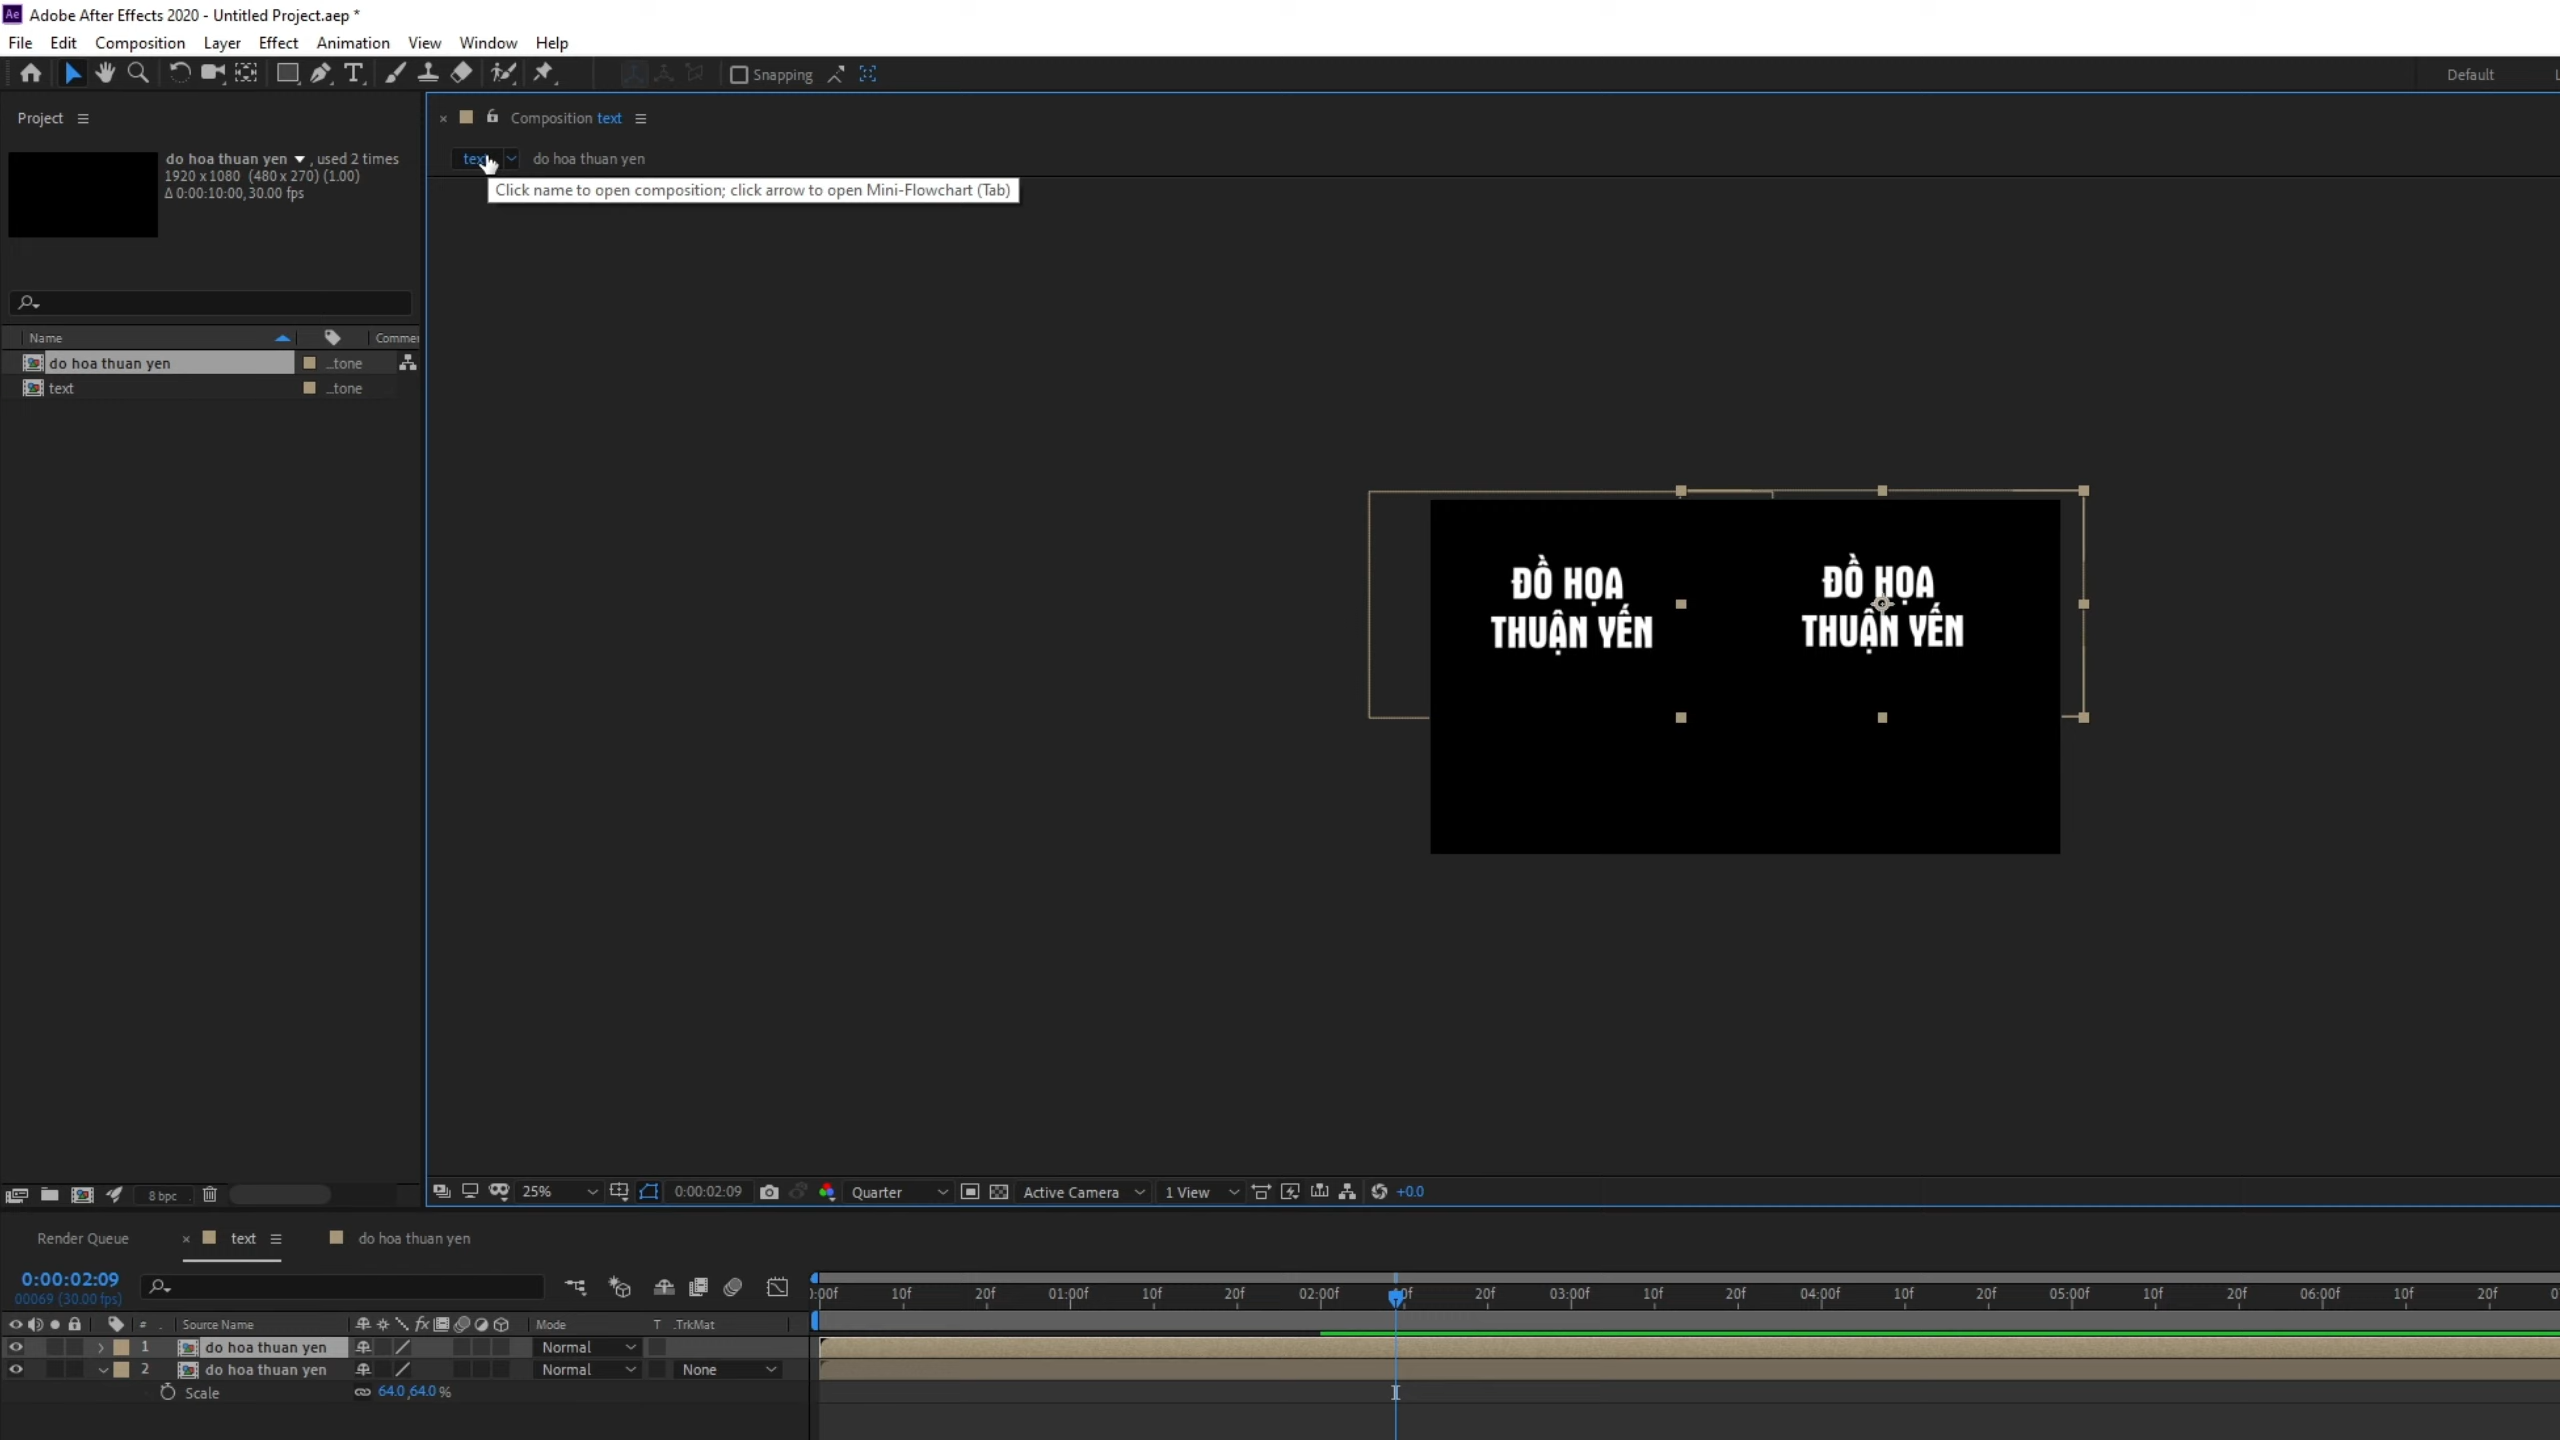 Ae Adobe After Effects 2020 - Untitled Project.aep *
File Edit Composition Layer Effect Animation View Window Help
Snapping
Default
Project
Composition text
do hoa thuan yen , used 2 times
1920 x 1080 (480 x 270) (1.00)
Δ 0:00:10:00, 30.00 fps
text do hoa thuan yen
Click name to open composition; click arrow to open Mini-Flowchart (Tab)
Name Commer
do hoa thuan yen ...tone
text ...tone
ĐỒ HỌA
THUẬN YẾN
ĐỒ HỌA
THUẬN YẾN
8 bpc
25% 0:00:02:09 Quarter Active Camera 1 View +0.0
Render Queue text do hoa thuan yen
0:00:02:09
00069 (30.00 fps)
):00f 10f 20f 01:00f 10f 20f 02:00f 20f 03:00f 10f 20f 04:00f 10f 20f 05:00f 10f 20f 06:00f 10f 20f
# Source Name fx Mode T .TrkMat
1 do hoa thuan yen Normal
2 do hoa thuan yen Normal None
Scale 64.0,64.0 %